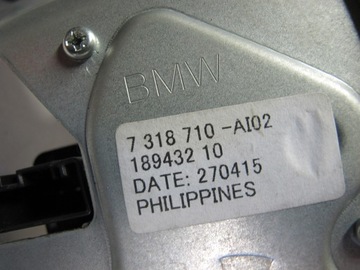 BMW
7 318 710-AI02
189432 10
DATE: 270415
PHILIPPINES